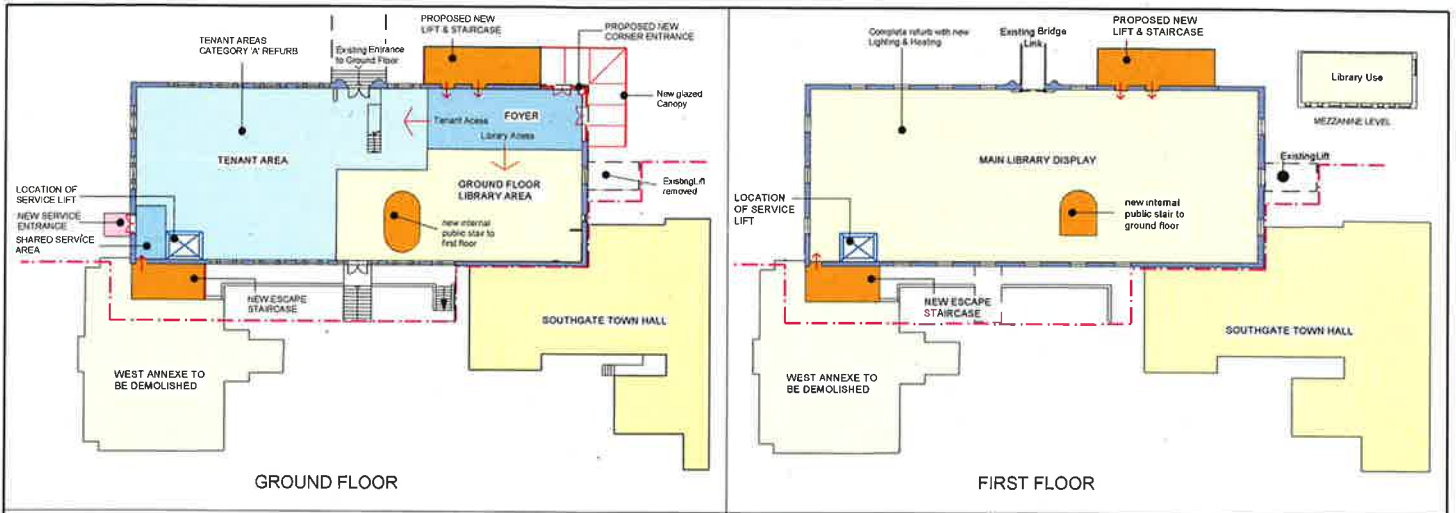 PROPOSED NEW
LIFT & STAIRCASE
TENANT AREAS
CATEGORY 'A' REFURB
Existing Entrance
to Ground Floor
PROPOSED NEW
CORNER ENTRANCE
New glazed
Canopy
FOYER
Tenant Acess
Library Acess
TENANT AREA
GROUND FLOOR
LIBRARY AREA
ExistingLift
removed
LOCATION OF
SERVICE LIFT
NEW SERVICE
ENTRANCE
SHARED SERVICE
AREA
new internal
public stair to
first floor
NEW ESCAPE
STAIRCASE
SOUTHGATE TOWN HALL
WEST ANNEXE TO
BE DEMOLISHED
GROUND FLOOR
PROPOSED NEW
LIFT & STAIRCASE
Complete refurb with new
Lighting & Heating
Existing Bridge
Link
Library Use
MEZZANINE LEVEL
MAIN LIBRARY DISPLAY
ExistingLift
LOCATION
OF SERVICE
LIFT
new internal
public stair to
ground floor
NEW ESCAPE
STAIRCASE
SOUTHGATE TOWN HALL
WEST ANNEXE TO
BE DEMOLISHED
FIRST FLOOR